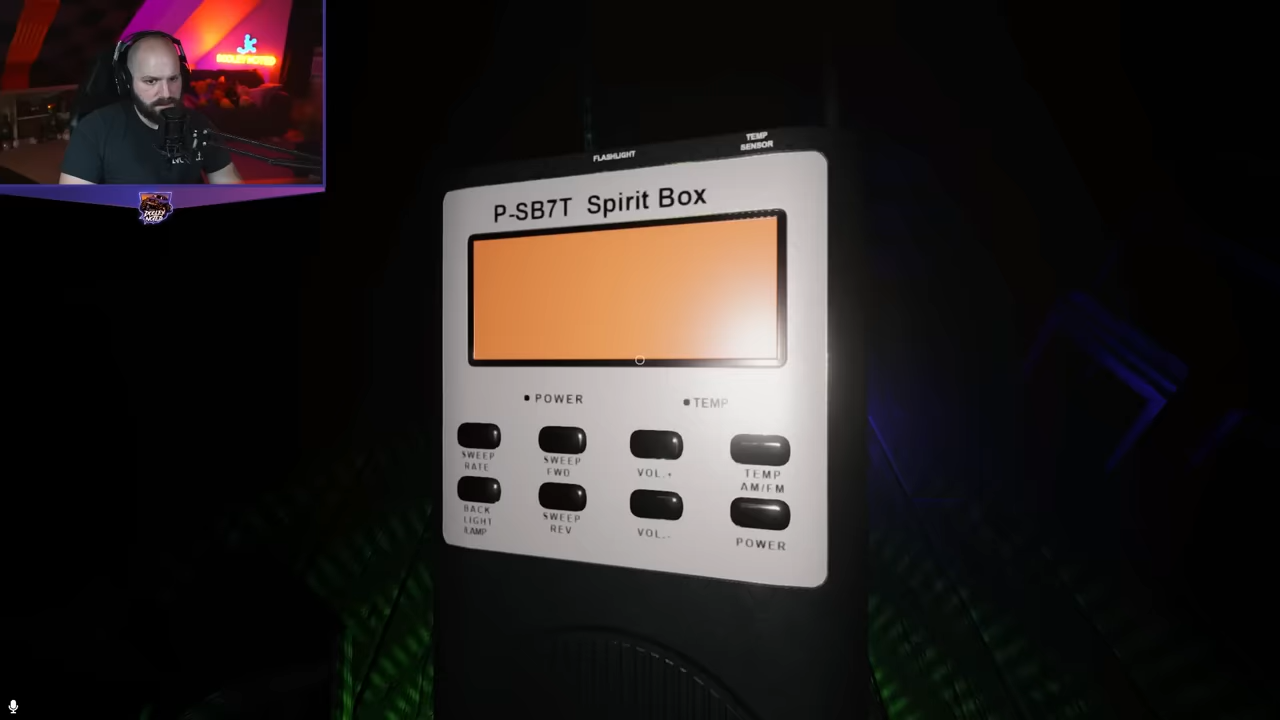 FLASHLIGHT
TEMP
SENSOR
P-SB7T Spirit Box
POWER
TEMP
SWEEP
RATE
SWEEP
FWD
VOL.+
TEMP
AM/FM
BACK
LIGHT
SWEEP
REV
VOL.-
POWER